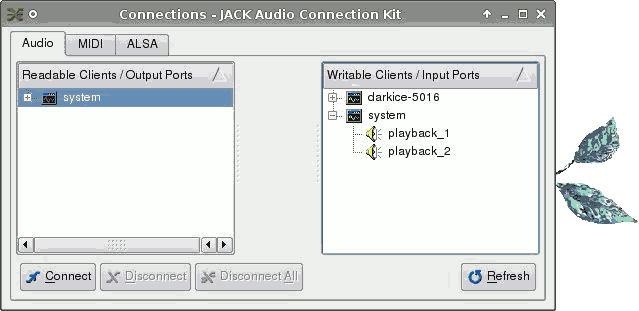 Connections - JACK Audio Connection Kit
Audio MIDI ALSA
Readable Clients / Output Ports
system
Writable Clients / Input Ports
darkice-5016
system
playback_1
playback_2
Connect Disconnect Disconnect All Refresh